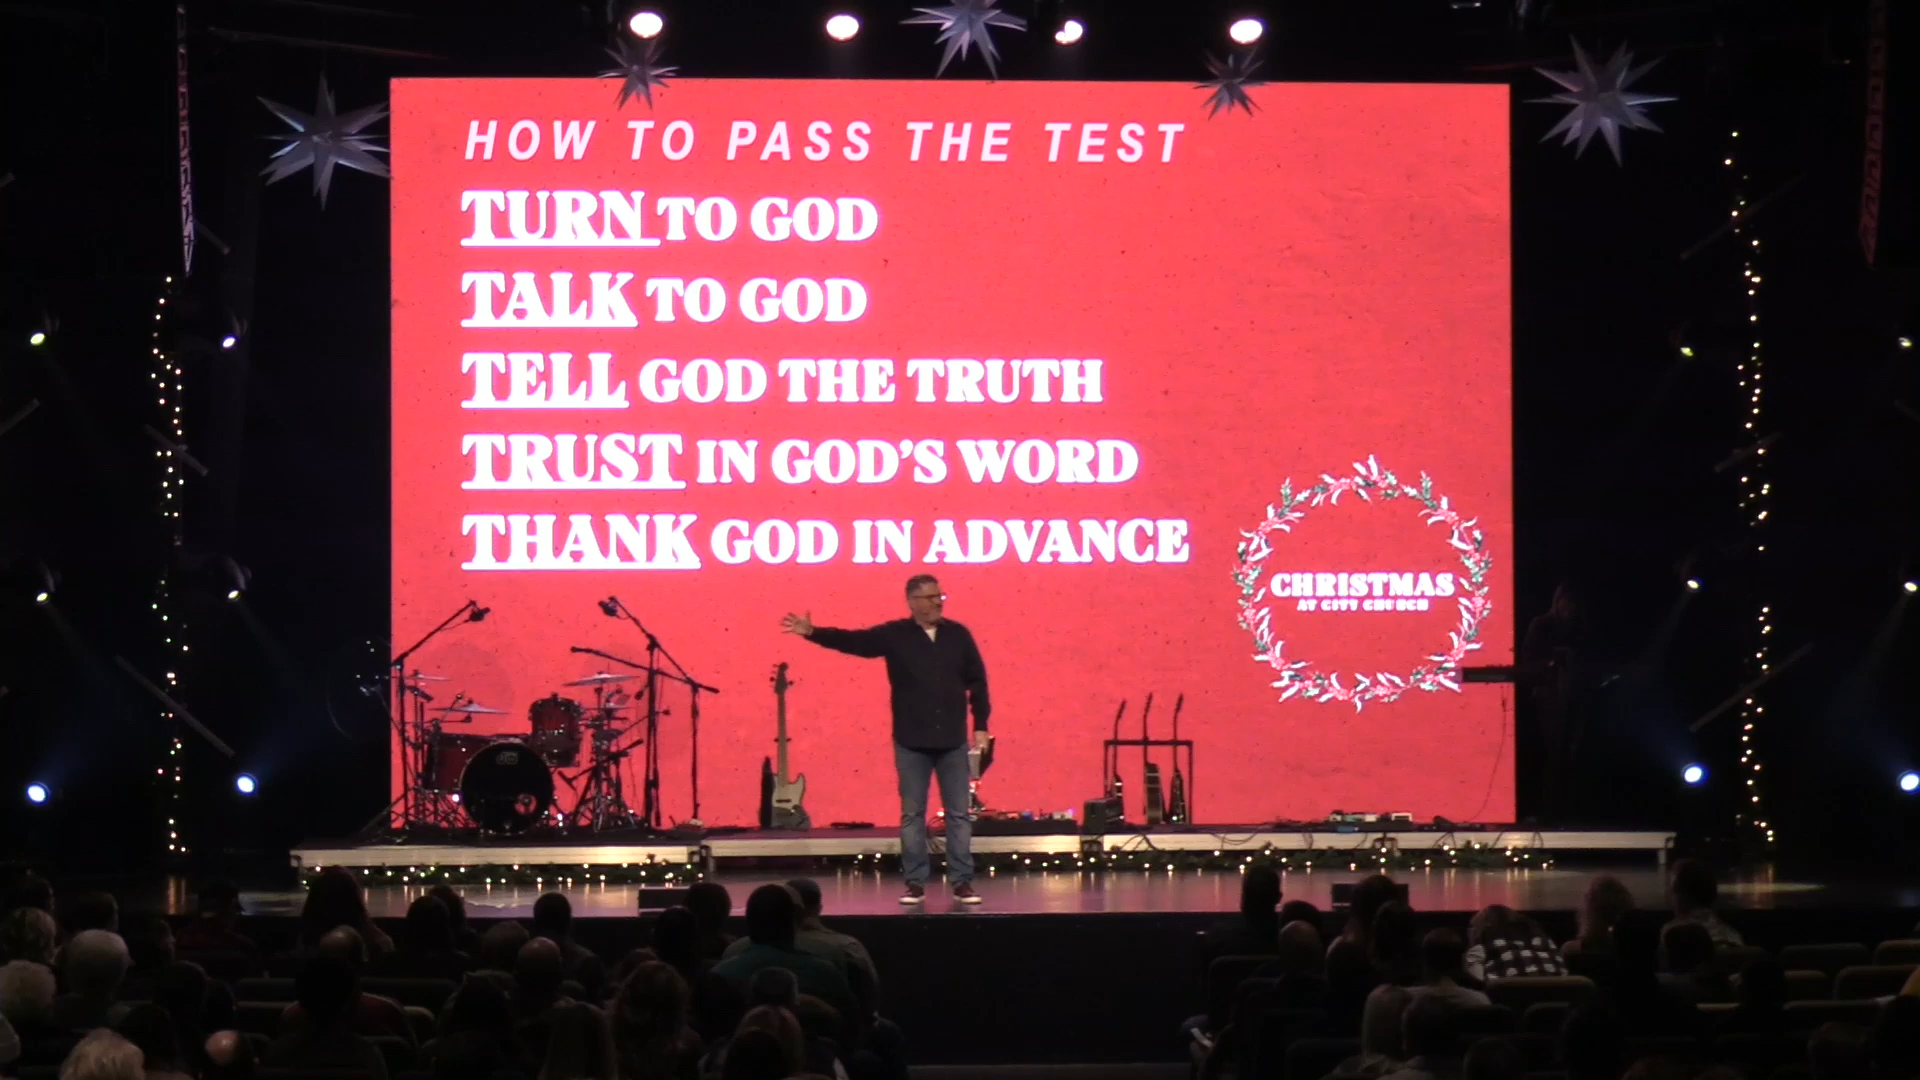 HOW TO PASS THE TEST
TURN TO GOD
TALK TO GOD
TELL GOD THE TRUTH
TRUST IN GOD'S WORD
THANK GOD IN ADVANCE
CHRISTMAS
AT CITY CHURCH